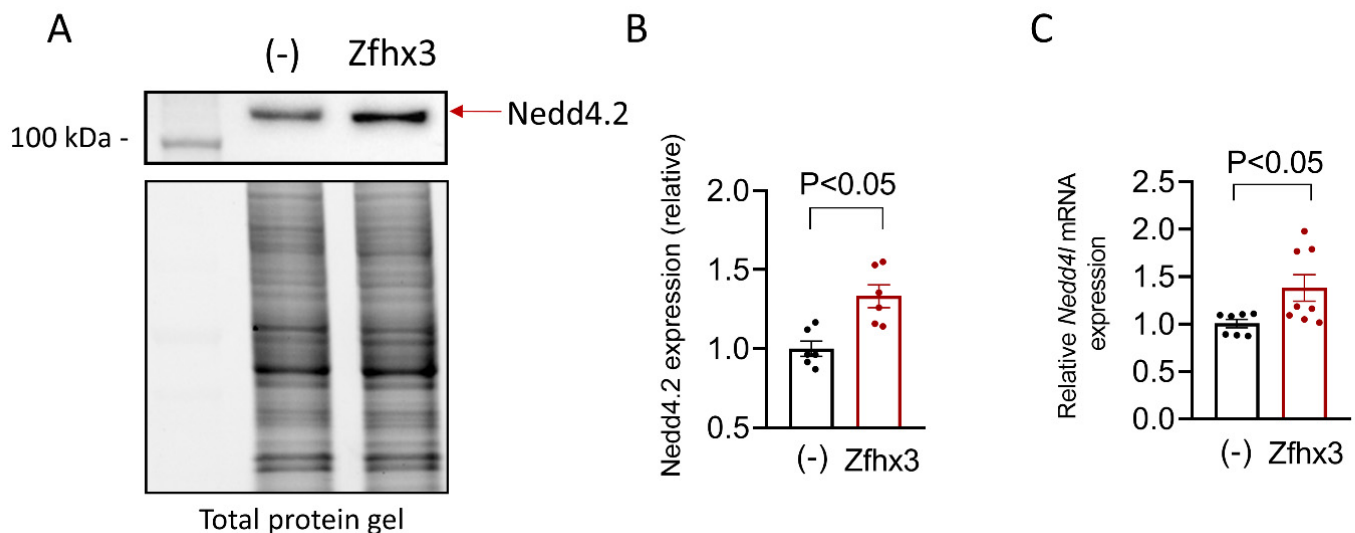 A
(-) Zfhx3
100 kDa -
Nedd4.2
Total protein gel
B
Nedd4.2 expression (relative)
P<0.05
2.0
1.5
1.0
0.5
(-) Zfhx3
C
Relative Nedd4l mRNA
expression
P<0.05
2.5
2.0
1.5
1.0
0.5
0.0
(-) Zfhx3